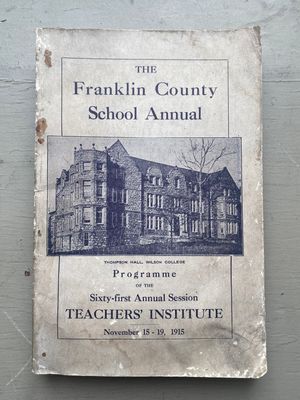 THE
Franklin County
School Annual
THOMPSON HALL, WILSON COLLEGE
Programme
OF THE
Sixty-first Annual Session
TEACHERS' INSTITUTE
November 15 - 19, 1915